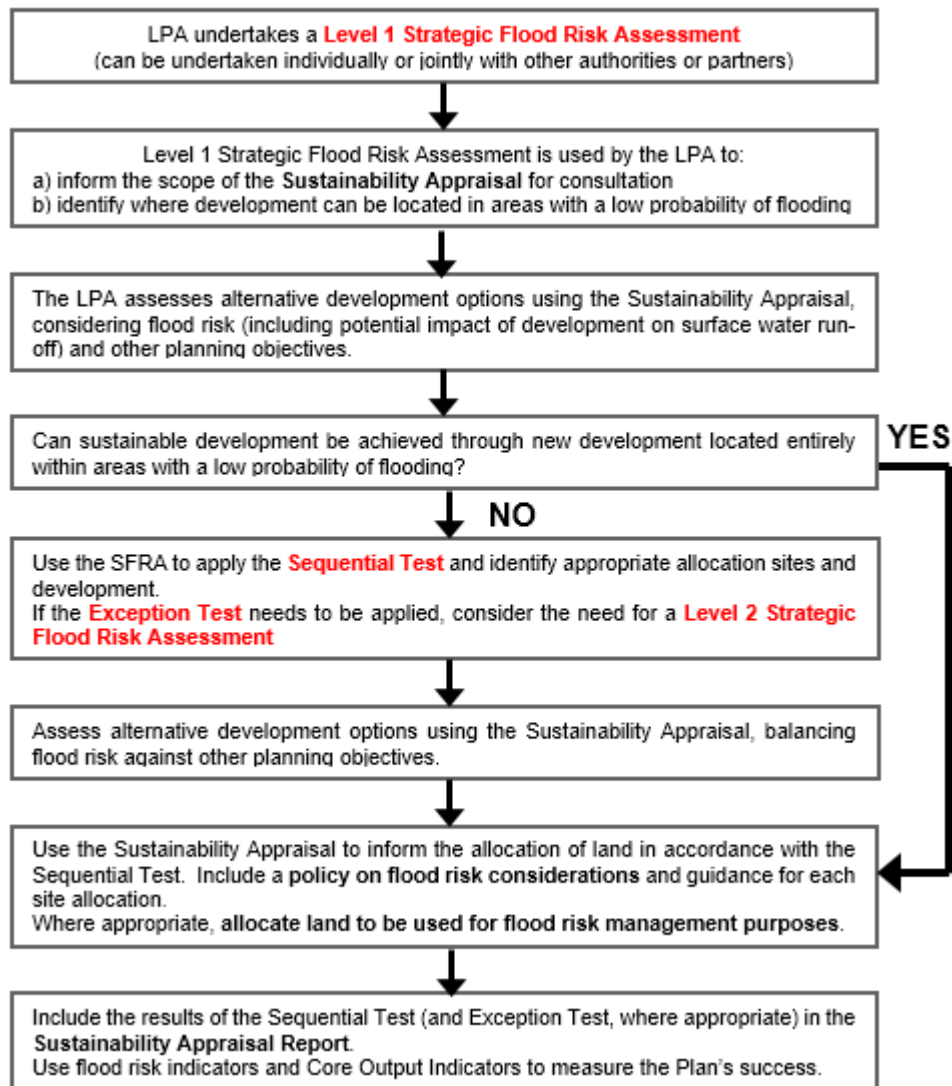 LPA undertakes a Level 1 Strategic Flood Risk Assessment
(can be undertaken individually or jointly with other authorities or partners)
Level 1 Strategic Flood Risk Assessment is used by the LPA to:
a) inform the scope of the Sustainability Appraisal for consultation
b) identify where development can be located in areas with a low probability of flooding
The LPA assesses alternative development options using the Sustainability Appraisal,
considering flood risk (including potential impact of development on surface water run-
off) and other planning objectives.
Can sustainable development be achieved through new development located entirely
within areas with a low probability of flooding?
YES
NO
Use the SFRA to apply the Sequential Test and identify appropriate allocation sites and
development.
If the Exception Test needs to be applied, consider the need for a Level 2 Strategic
Flood Risk Assessment
Assess alternative development options using the Sustainability Appraisal, balancing
flood risk against other planning objectives.
Use the Sustainability Appraisal to inform the allocation of land in accordance with the
Sequential Test. Include a policy on flood risk considerations and guidance for each
site allocation.
Where appropriate, allocate land to be used for flood risk management purposes.
Include the results of the Sequential Test (and Exception Test, where appropriate) in the
Sustainability Appraisal Report.
Use flood risk indicators and Core Output Indicators to measure the Plan's success.